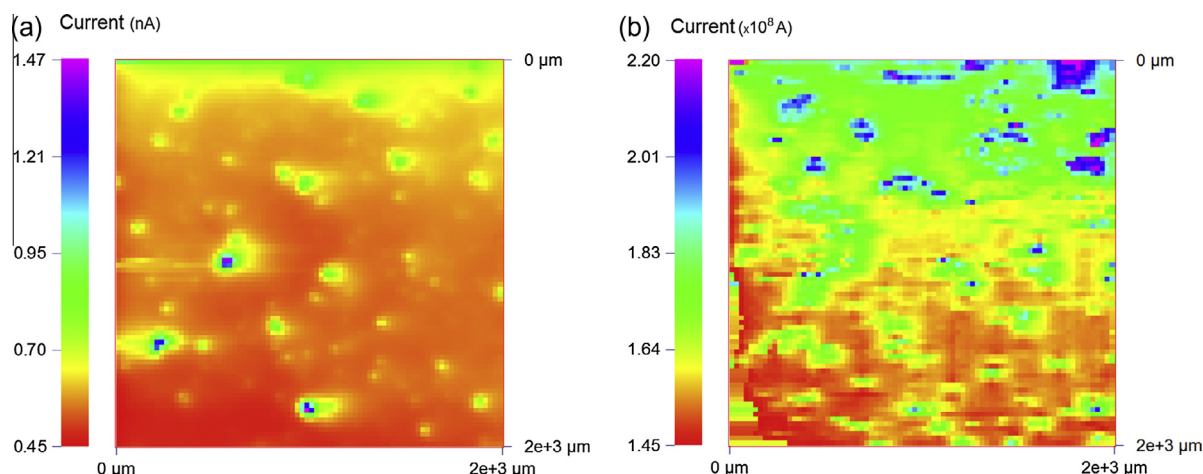 (a) Current (nA)
1.47
1.21
0.95
0.70
0.45
0 µm
2e+3 µm
0 µm
2e+3 µm
(b) Current (x10⁸ A)
2.20
2.01
1.83
1.64
1.45
0 µm
2e+3 µm
0 µm
2e+3 µm